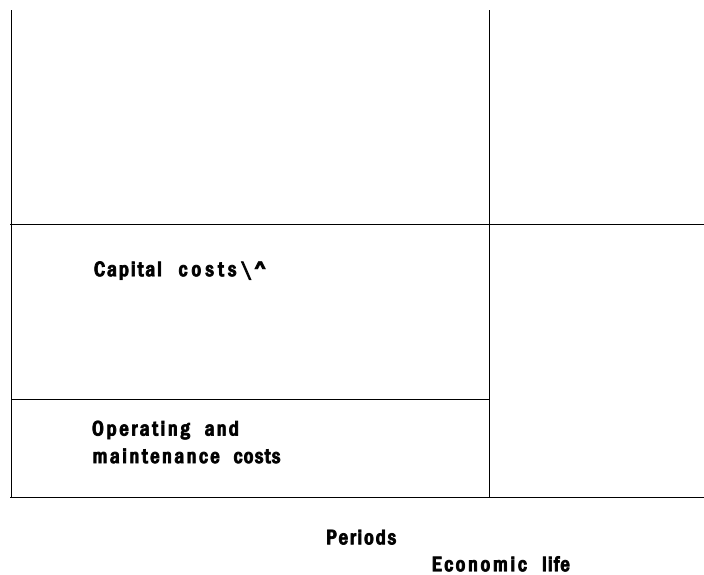 Capital costs\^
Operating and
maintenance costs
Periods
Economic life